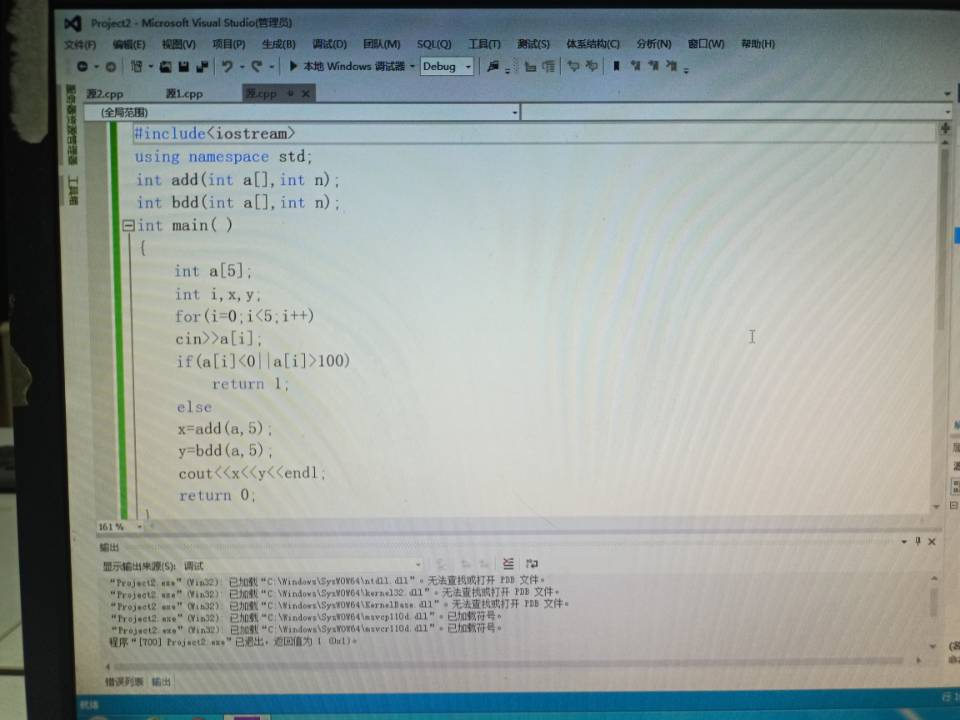 Project2 - Microsoft Visual Studio(管理员)
文件(F) 编辑(E) 视图(V) 项目(P) 生成(B) 调试(D) 团队(M) SQL(Q) 工具(T) 测试(S) 体系结构(C) 分析(N) 窗口(W) 帮助(H)
本地 Windows 调试器 Debug
源2.cpp 源1.cpp 源.cpp
服务器资源管理器 工具箱
(全局范围)
#include<iostream>
using namespace std;
int add(int a[],int n);
int bdd(int a[],int n);
int main( )
{
int a[5];
int i,x,y;
for(i=0;i<5;i++)
cin>>a[i];
if(a[i]<0||a[i]>100)
return 1;
else
x=add(a,5);
y=bdd(a,5);
cout<<x<<y<<endl;
return 0;
}
161 %
输出
显示输出来源(S): 调试
"Project2.exe" (Win32): 已加载"C:\Windows\SysWOW64\ntdll.dll"。无法查找或打开 PDB 文件。
"Project2.exe" (Win32): 已加载"C:\Windows\SysWOW64\kernel32.dll"。无法查找或打开 PDB 文件。
"Project2.exe" (Win32): 已加载"C:\Windows\SysWOW64\KernelBase.dll"。无法查找或打开 PDB 文件。
"Project2.exe" (Win32): 已加载"C:\Windows\SysWOW64\msvcp110d.dll"。已加载符号。
"Project2.exe" (Win32): 已加载"C:\Windows\SysWOW64\msvcr110d.dll"。已加载符号。
程序"[700] Project2.exe"已退出，返回值为 1 (0x1)。
错误列表 输出
就绪